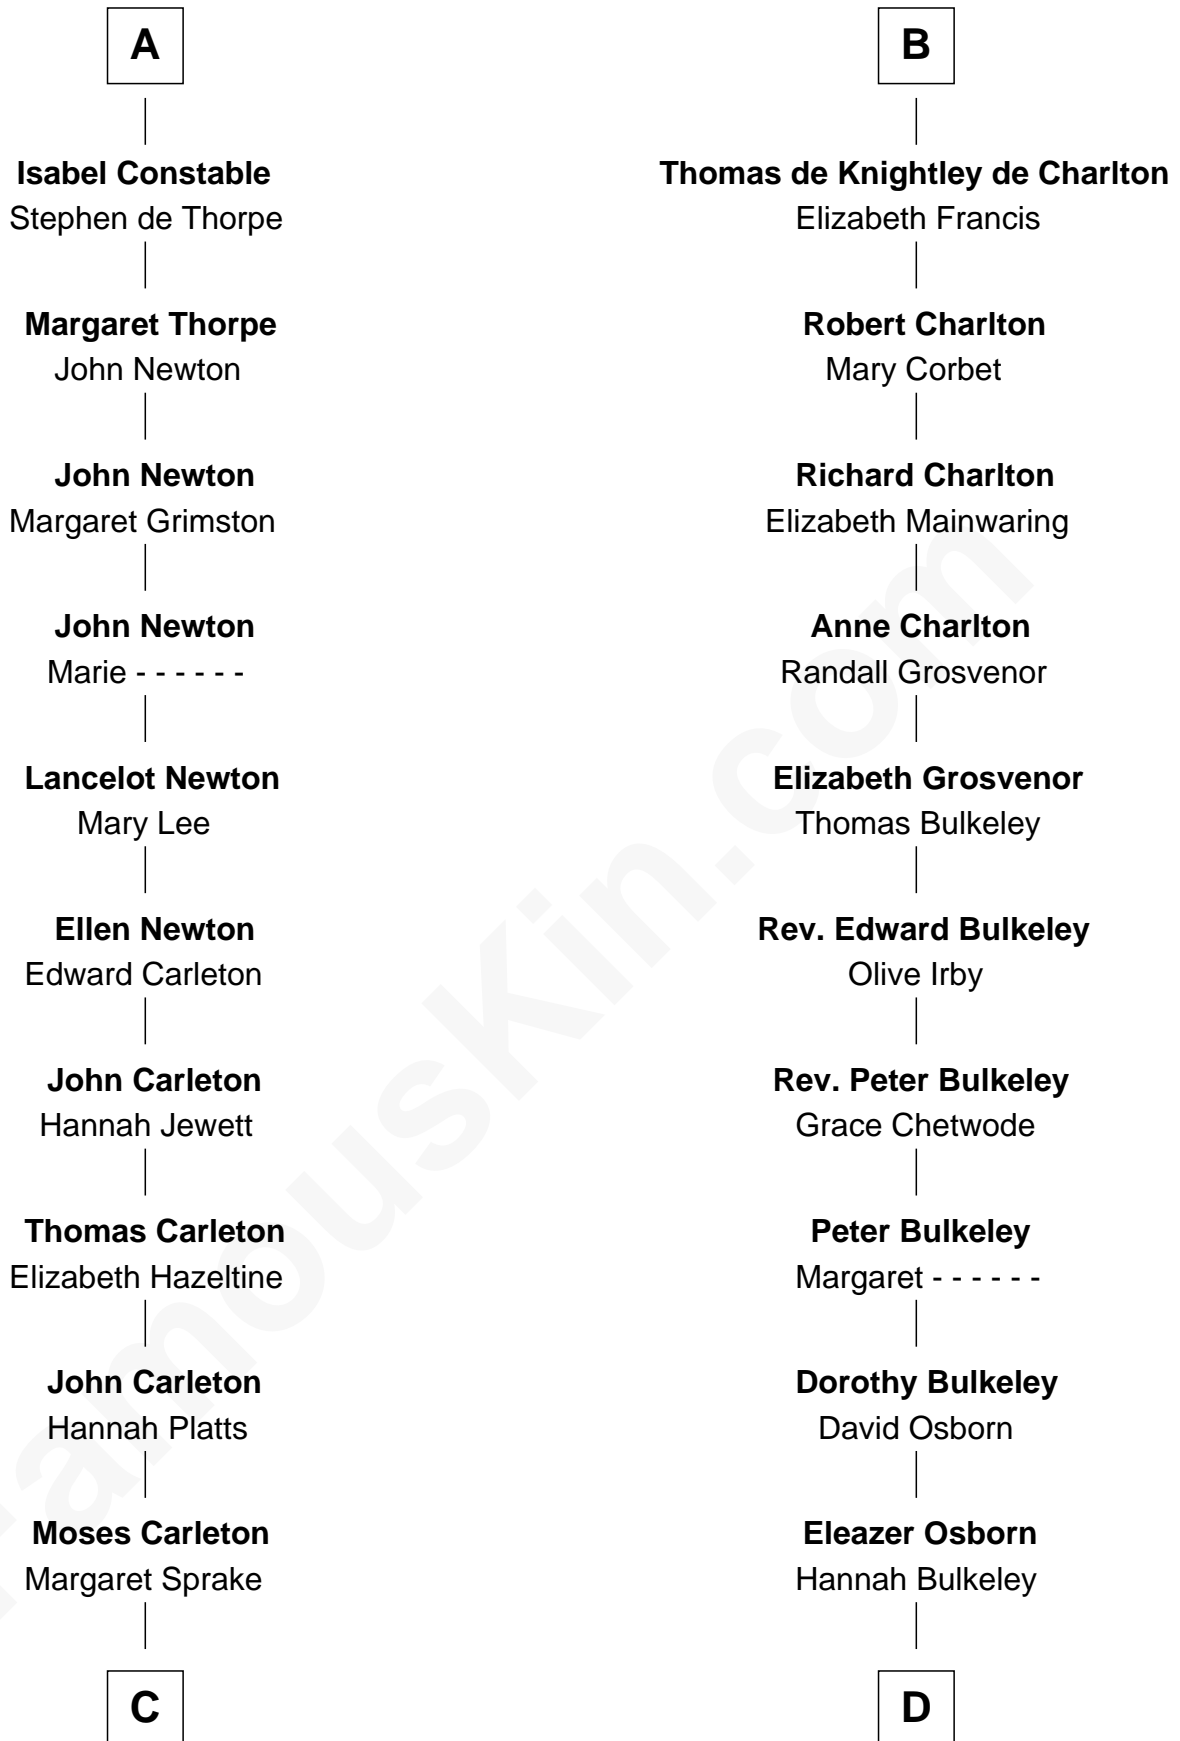 A
Isabel Constable
Stephen de Thorpe
Margaret Thorpe
John Newton
John Newton
Margaret Grimston
John Newton
Marie - - - - - -
Lancelot Newton
Mary Lee
Ellen Newton
Edward Carleton
John Carleton
Hannah Jewett
Thomas Carleton
Elizabeth Hazeltine
John Carleton
Hannah Platts
Moses Carleton
Margaret Sprake
C
B
Thomas de Knightley de Charlton
Elizabeth Francis
Robert Charlton
Mary Corbet
Richard Charlton
Elizabeth Mainwaring
Anne Charlton
Randall Grosvenor
Elizabeth Grosvenor
Thomas Bulkeley
Rev. Edward Bulkeley
Olive Irby
Rev. Peter Bulkeley
Grace Chetwode
Peter Bulkeley
Margaret - - - - - -
Dorothy Bulkeley
David Osborn
Eleazer Osborn
Hannah Bulkeley
D
FamousKin.com